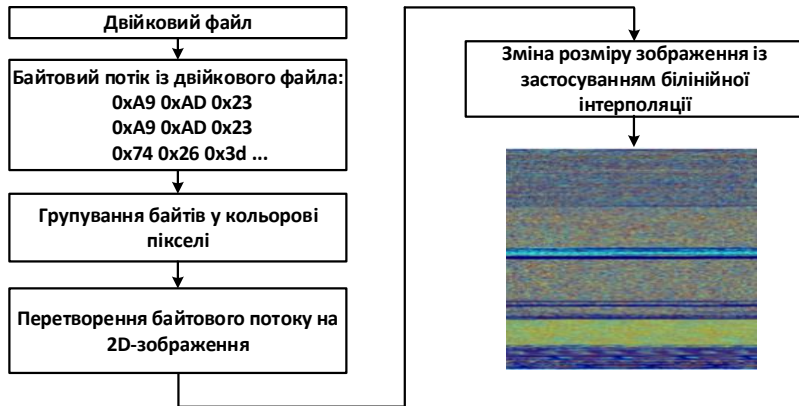 Двійковий файл
Байтовий потік із двійкового файла:
0xA9 0xAD 0x23
0xA9 0xAD 0x23
0x74 0x26 0x3d ...
Групування байтів у кольорові
пікселі
Перетворення байтового потоку на
2D-зображення
Зміна розміру зображення із
застосуванням білінійної
інтерполяції